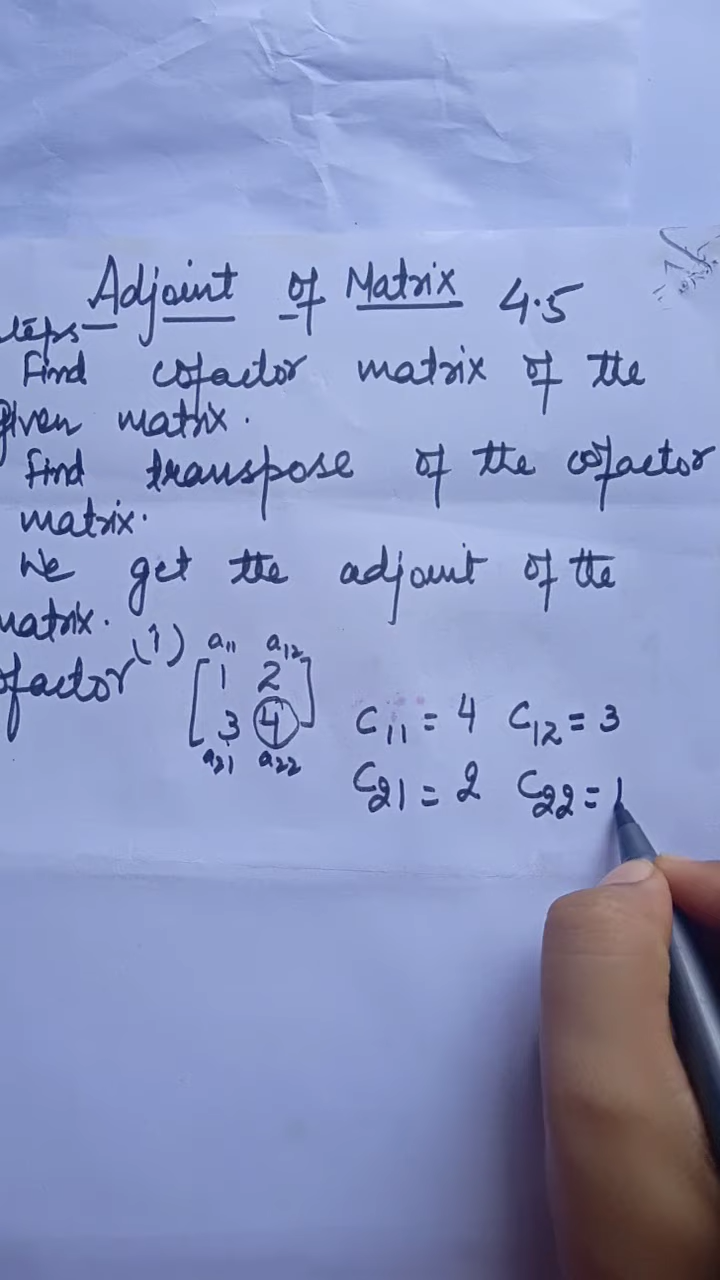 Adjoint of Matrix 4.5
steps
Find cofactor matrix of the
given matrix.
Find transpose of the cofactor
matrix.
We get the adjoint of the
matrix.
cofactor (1) a11 a12
[1 2
3 4]
a21 a22
C11 = 4 C12 = 3
C21 = 2 C22 = 1